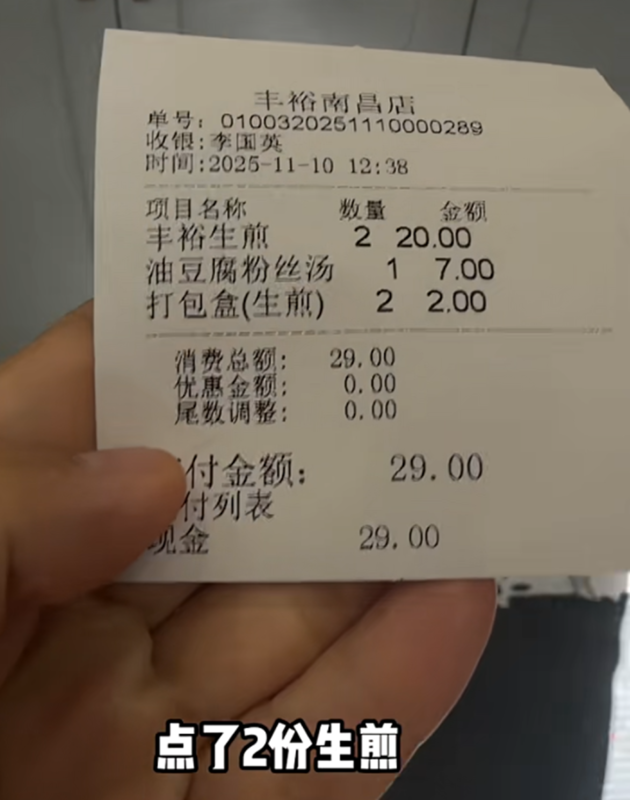 丰裕南昌店
单号：0100320251110000289
收银:李国英
时间:2025-11-10 12:38
项目名称 数量 金额
丰裕生煎 2 20.00
油豆腐粉丝汤 1 7.00
打包盒(生煎) 2 2.00
消费总额: 29.00
优惠金额: 0.00
尾数调整: 0.00
付金额: 29.00
付列表
现金 29.00
点了2份生煎